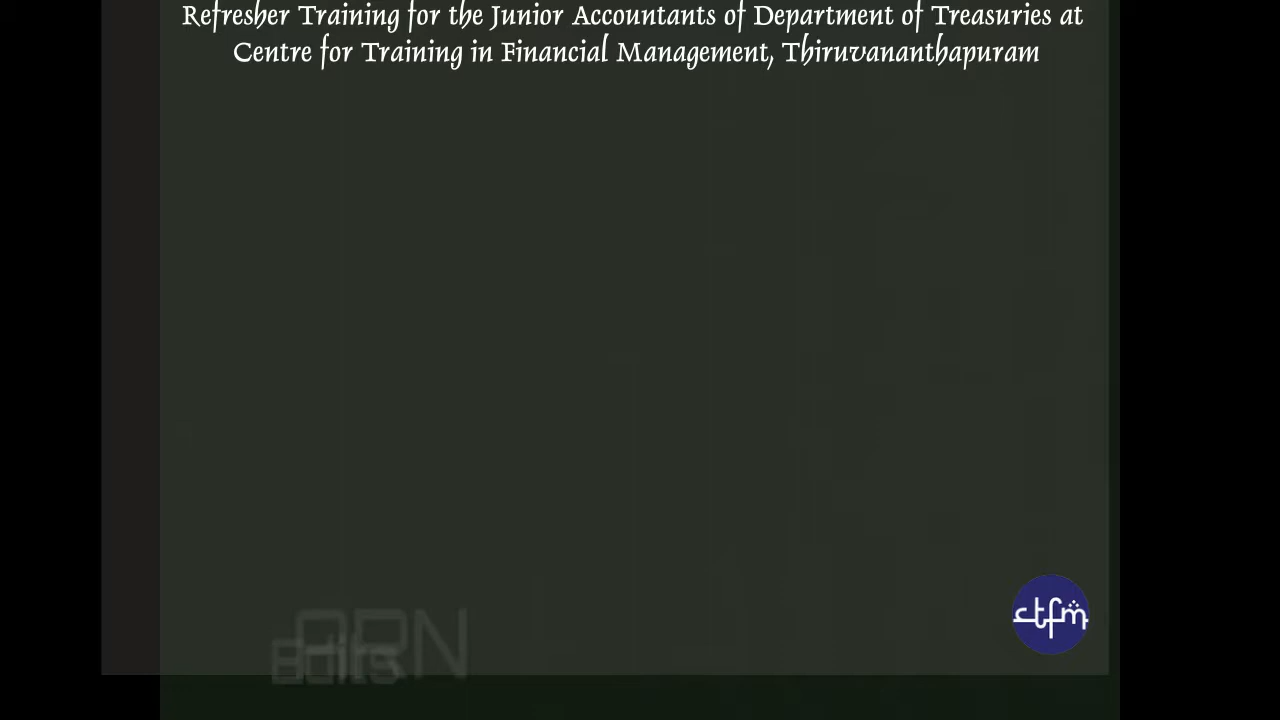 Refresher Training for the Junior Accountants of Department of Treasuries at
Centre for Training in Financial Management, Thiruvananthapuram
ctfm